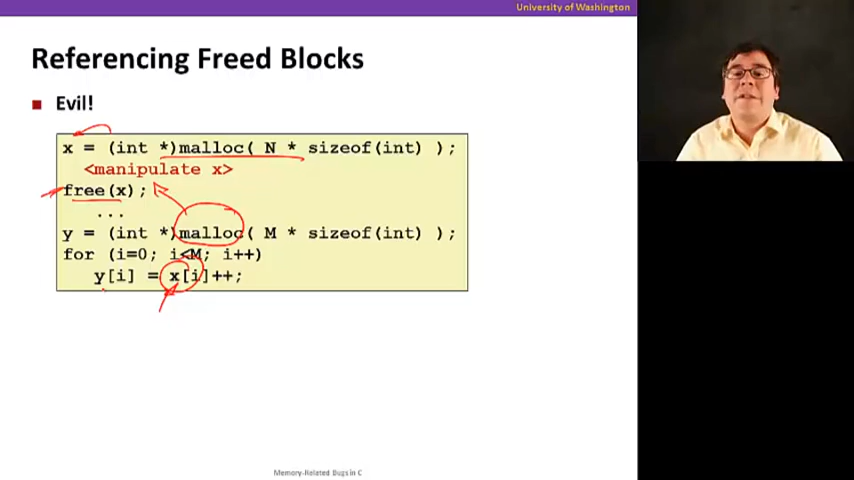 University of Washington
Referencing Freed Blocks
Evil!
x = (int *)malloc( N * sizeof(int) );
<manipulate x>
free(x);
...
y = (int *)malloc( M * sizeof(int) );
for (i=0; i<M; i++)
y[i] = x[i]++;
Memory-Related Bugs in C